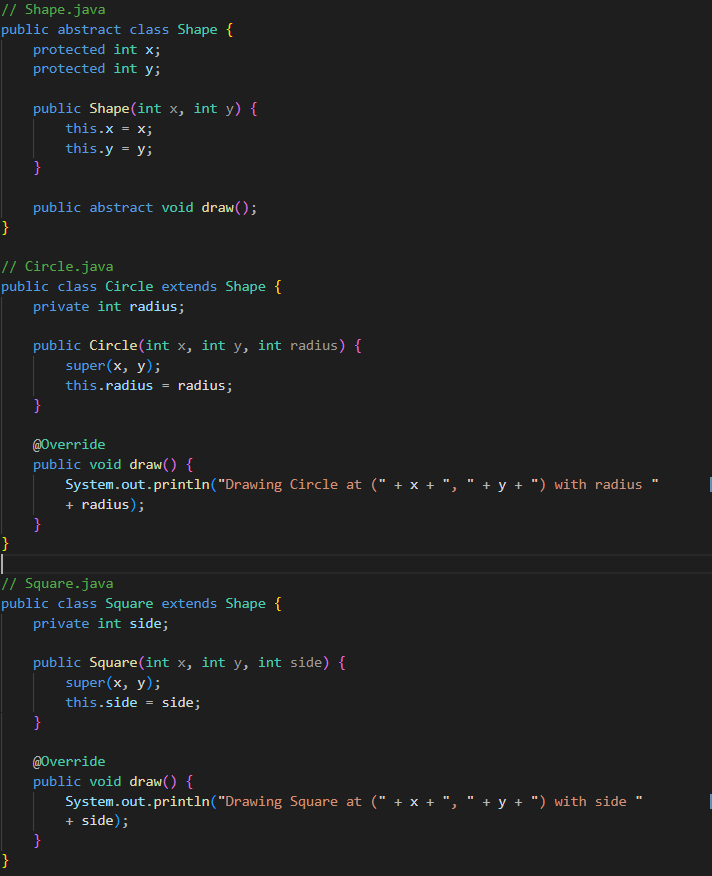 // Shape.java
public abstract class Shape {
    protected int x;
    protected int y;

    public Shape(int x, int y) {
        this.x = x;
        this.y = y;
    }

    public abstract void draw();
}

// Circle.java
public class Circle extends Shape {
    private int radius;

    public Circle(int x, int y, int radius) {
        super(x, y);
        this.radius = radius;
    }

    @Override
    public void draw() {
        System.out.println("Drawing Circle at (" + x + ", " + y + ") with radius "
        + radius);
    }
}

// Square.java
public class Square extends Shape {
    private int side;

    public Square(int x, int y, int side) {
        super(x, y);
        this.side = side;
    }

    @Override
    public void draw() {
        System.out.println("Drawing Square at (" + x + ", " + y + ") with side "
        + side);
    }
}